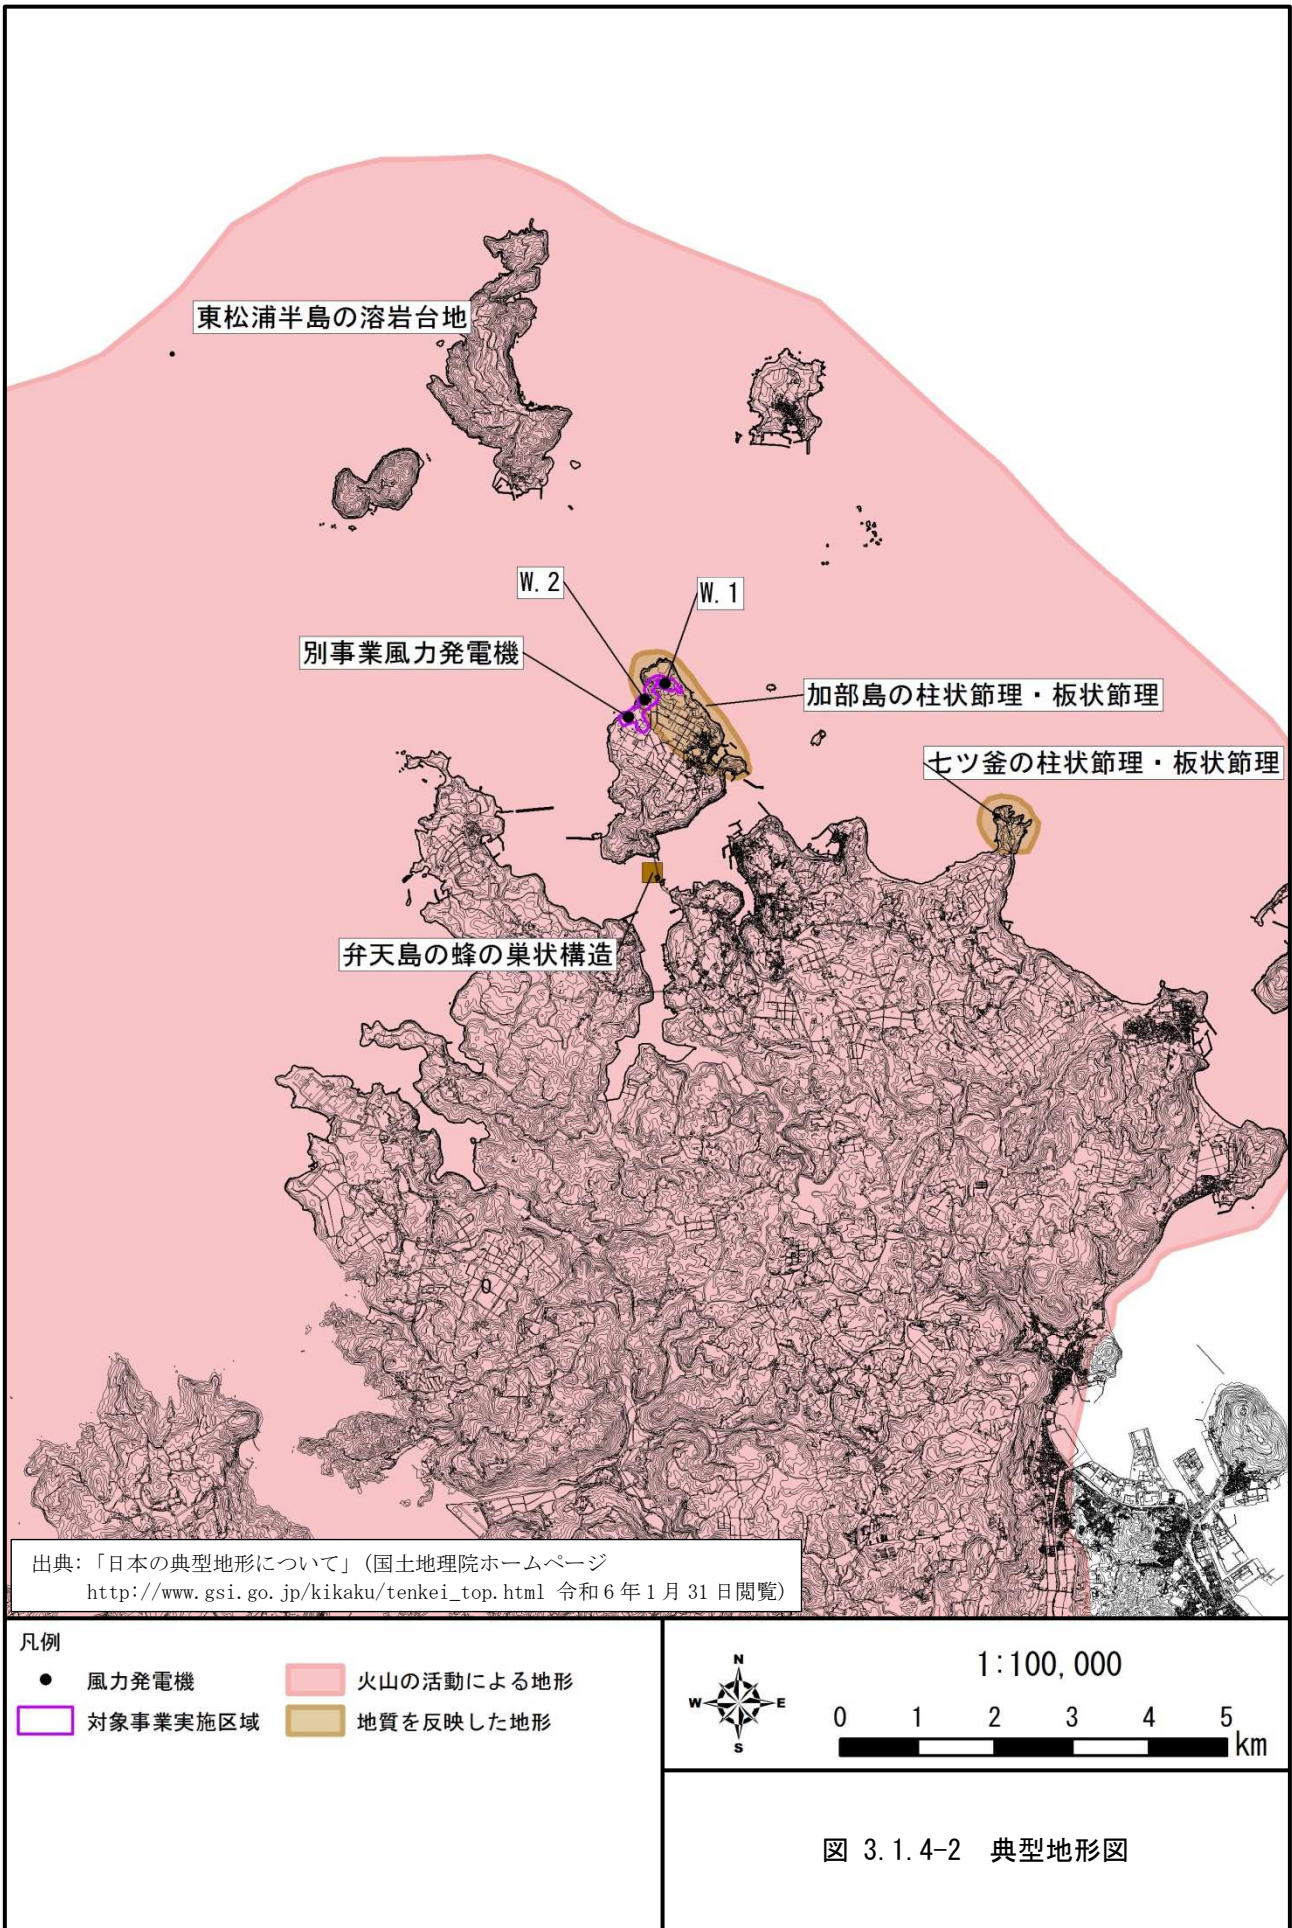 東松浦半島の溶岩台地
W.2
W.1
別事業風力発電機
加部島の柱状節理・板状節理
七ツ釜の柱状節理・板状節理
弁天島の蜂の巣状構造
出典:「日本の典型地形について」(国土地理院ホームページ
http://www.gsi.go.jp/kikaku/tenkei_top.html 令和6年1月31日閲覧)
凡例
風力発電機
火山の活動による地形
対象事業実施区域
地質を反映した地形
N
W E
S
1:100,000
0 1 2 3 4 5
km
図 3.1.4-2 典型地形図